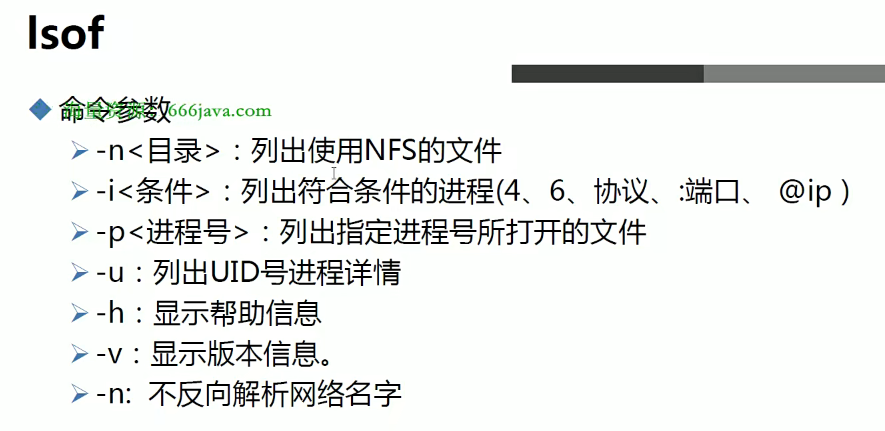 lsof
命令参数
海量资源：666java.com
-n<目录>：列出使用NFS的文件
-i<条件>：列出符合条件的进程(4、6、协议、:端口、 @ip )
-p<进程号>：列出指定进程号所打开的文件
-u：列出UID号进程详情
-h：显示帮助信息
-v：显示版本信息。
-n: 不反向解析网络名字